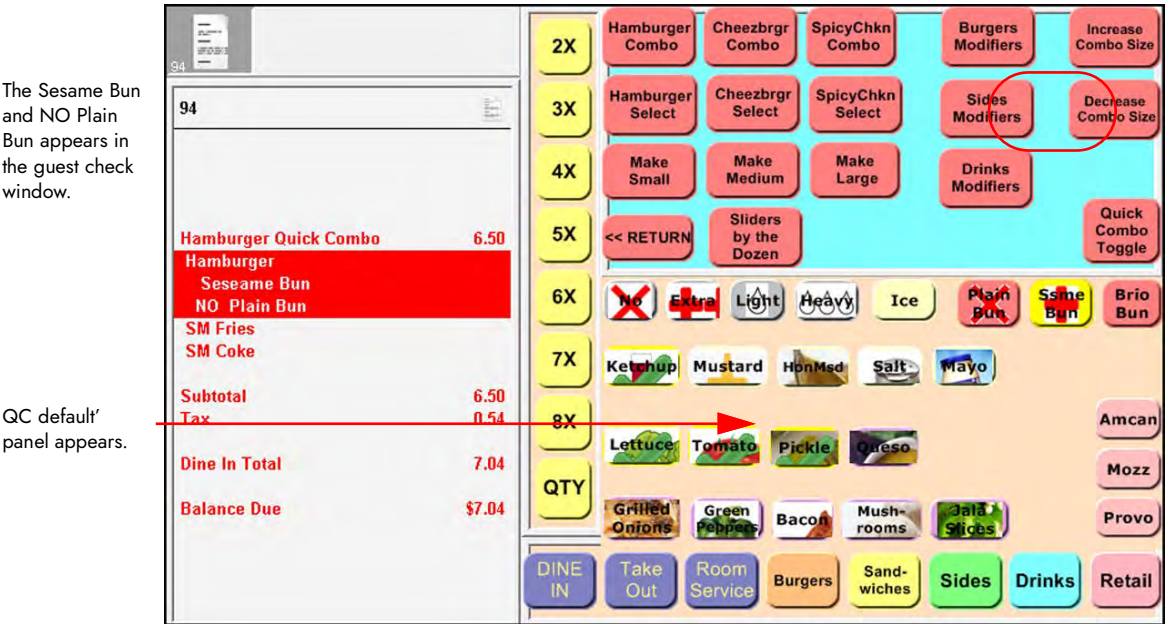 The Sesame Bun
and NO Plain
Bun appears in
the guest check
window.
QC default’
panel appears.
94
94
Hamburger Quick Combo 6.50
Hamburger
Seseame Bun
NO Plain Bun
SM Fries
SM Coke
Subtotal 6.50
Tax 0.54
Dine In Total 7.04
Balance Due $7.04
2X
3X
4X
5X
6X
7X
8X
QTY
Hamburger
Combo
Cheezbrgr
Combo
SpicyChkn
Combo
Burgers
Modifiers
Increase
Combo Size
Hamburger
Select
Cheezbrgr
Select
SpicyChkn
Select
Sides
Modifiers
Decrease
Combo Size
Make
Small
Make
Medium
Make
Large
Drinks
Modifiers
<< RETURN
Sliders
by the
Dozen
Quick
Combo
Toggle
No
Extra
Light
Heavy
Ice
Plain
Bun
Ssme
Bun
Brio
Bun
Ketchup
Mustard
HonMsd
Salt
Mayo
Lettuce
Tomato
Pickle
Queso
Amcan
Mozz
Provo
Grilled
Onions
Green
Peppers
Bacon
Mush-
rooms
Jala
Slices
DINE
IN
Take
Out
Room
Service
Burgers
Sand-
wiches
Sides
Drinks
Retail